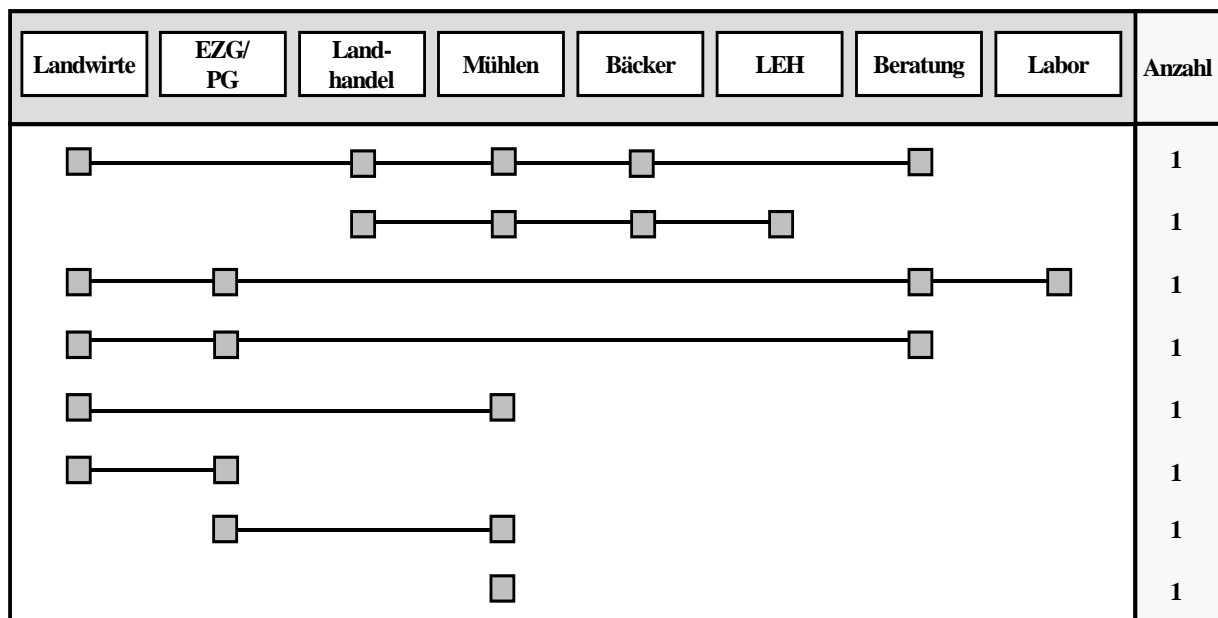 Landwirte
EZG/
PG
Land-
handel
Mühlen
Bäcker
LEH
Beratung
Labor
Anzahl
1
1
1
1
1
1
1
1